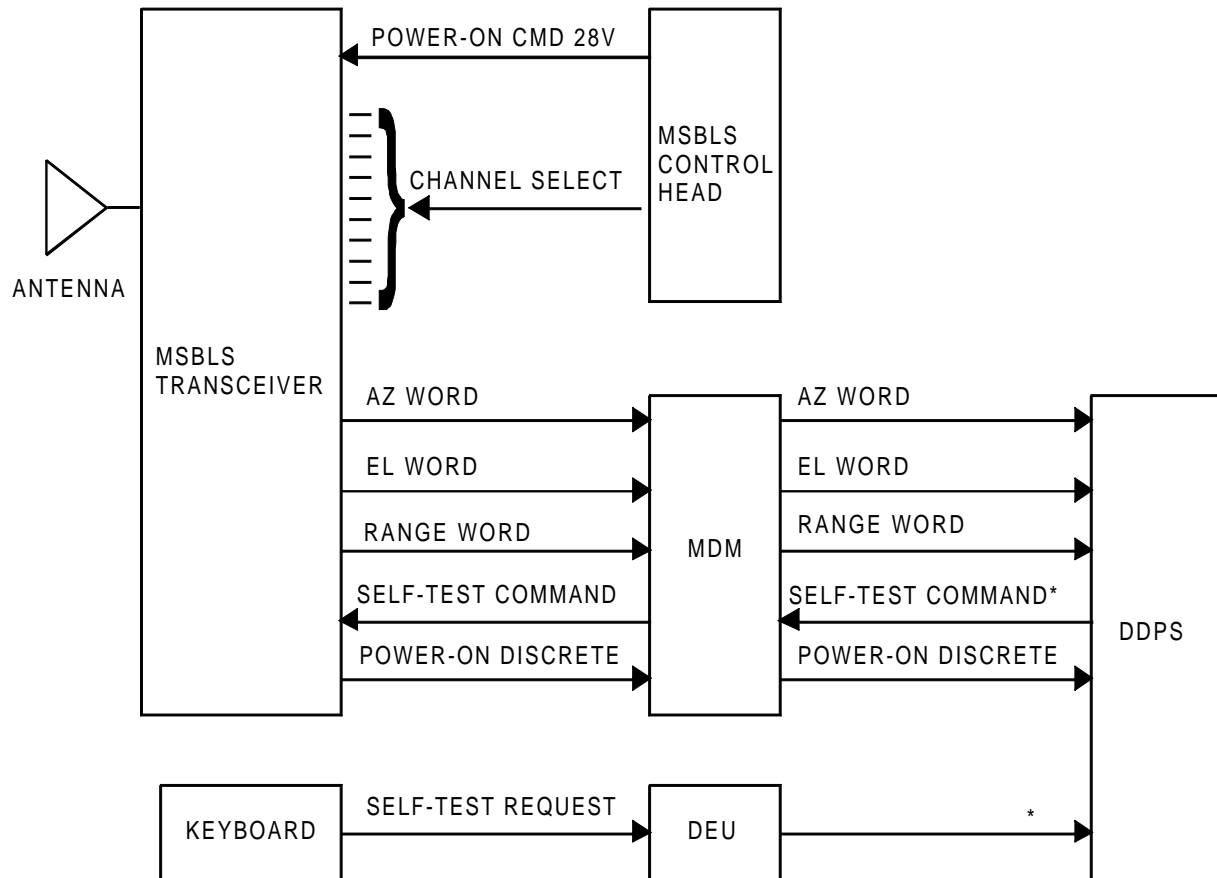 POWER-ON CMD 28V
MSBLS
CONTROL
HEAD
CHANNEL SELECT
ANTENNA
MSBLS
TRANSCEIVER
AZ WORD
AZ WORD
EL WORD
EL WORD
RANGE WORD
RANGE WORD
MDM
SELF-TEST COMMAND
SELF-TEST COMMAND*
DDPS
POWER-ON DISCRETE
POWER-ON DISCRETE
KEYBOARD
SELF-TEST REQUEST
DEU
*